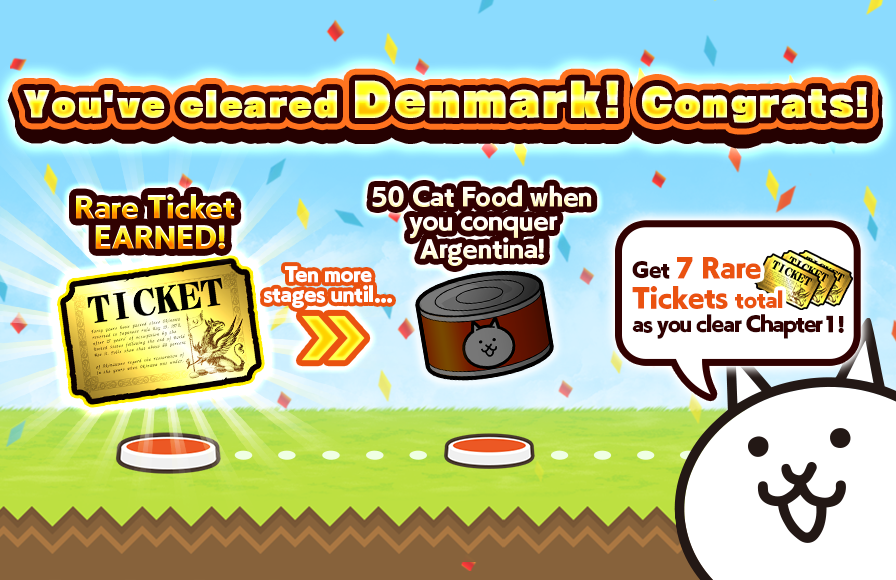 You've cleared Denmark! Congrats!
Rare Ticket
EARNED!
TICKET
Ten more
stages until...
50 Cat Food when
you conquer
Argentina!
Get 7 Rare
Tickets total
as you clear Chapter 1!
TICKET